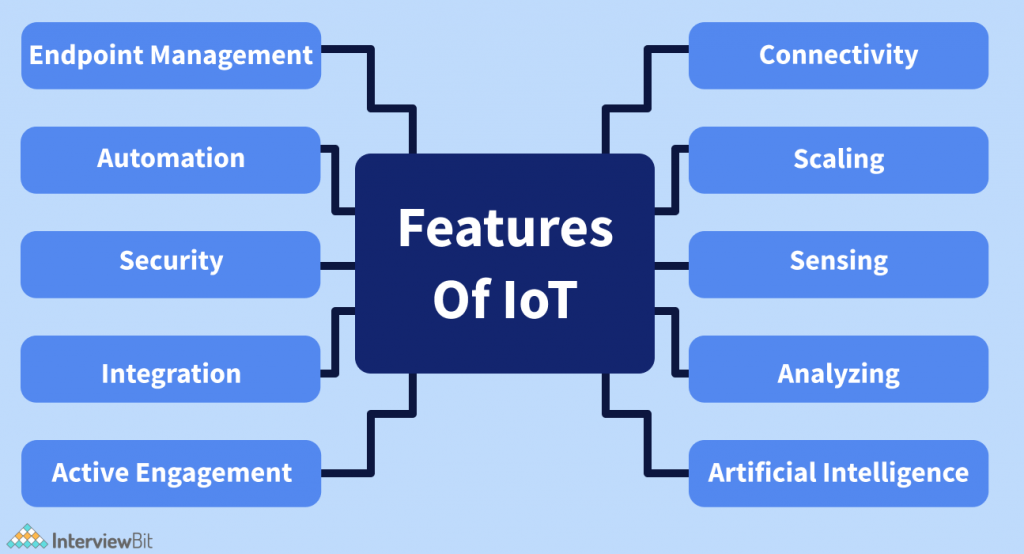 Endpoint Management
Automation
Security
Integration
Active Engagement
Features
Of IoT
Connectivity
Scaling
Sensing
Analyzing
Artificial Intelligence
InterviewBit